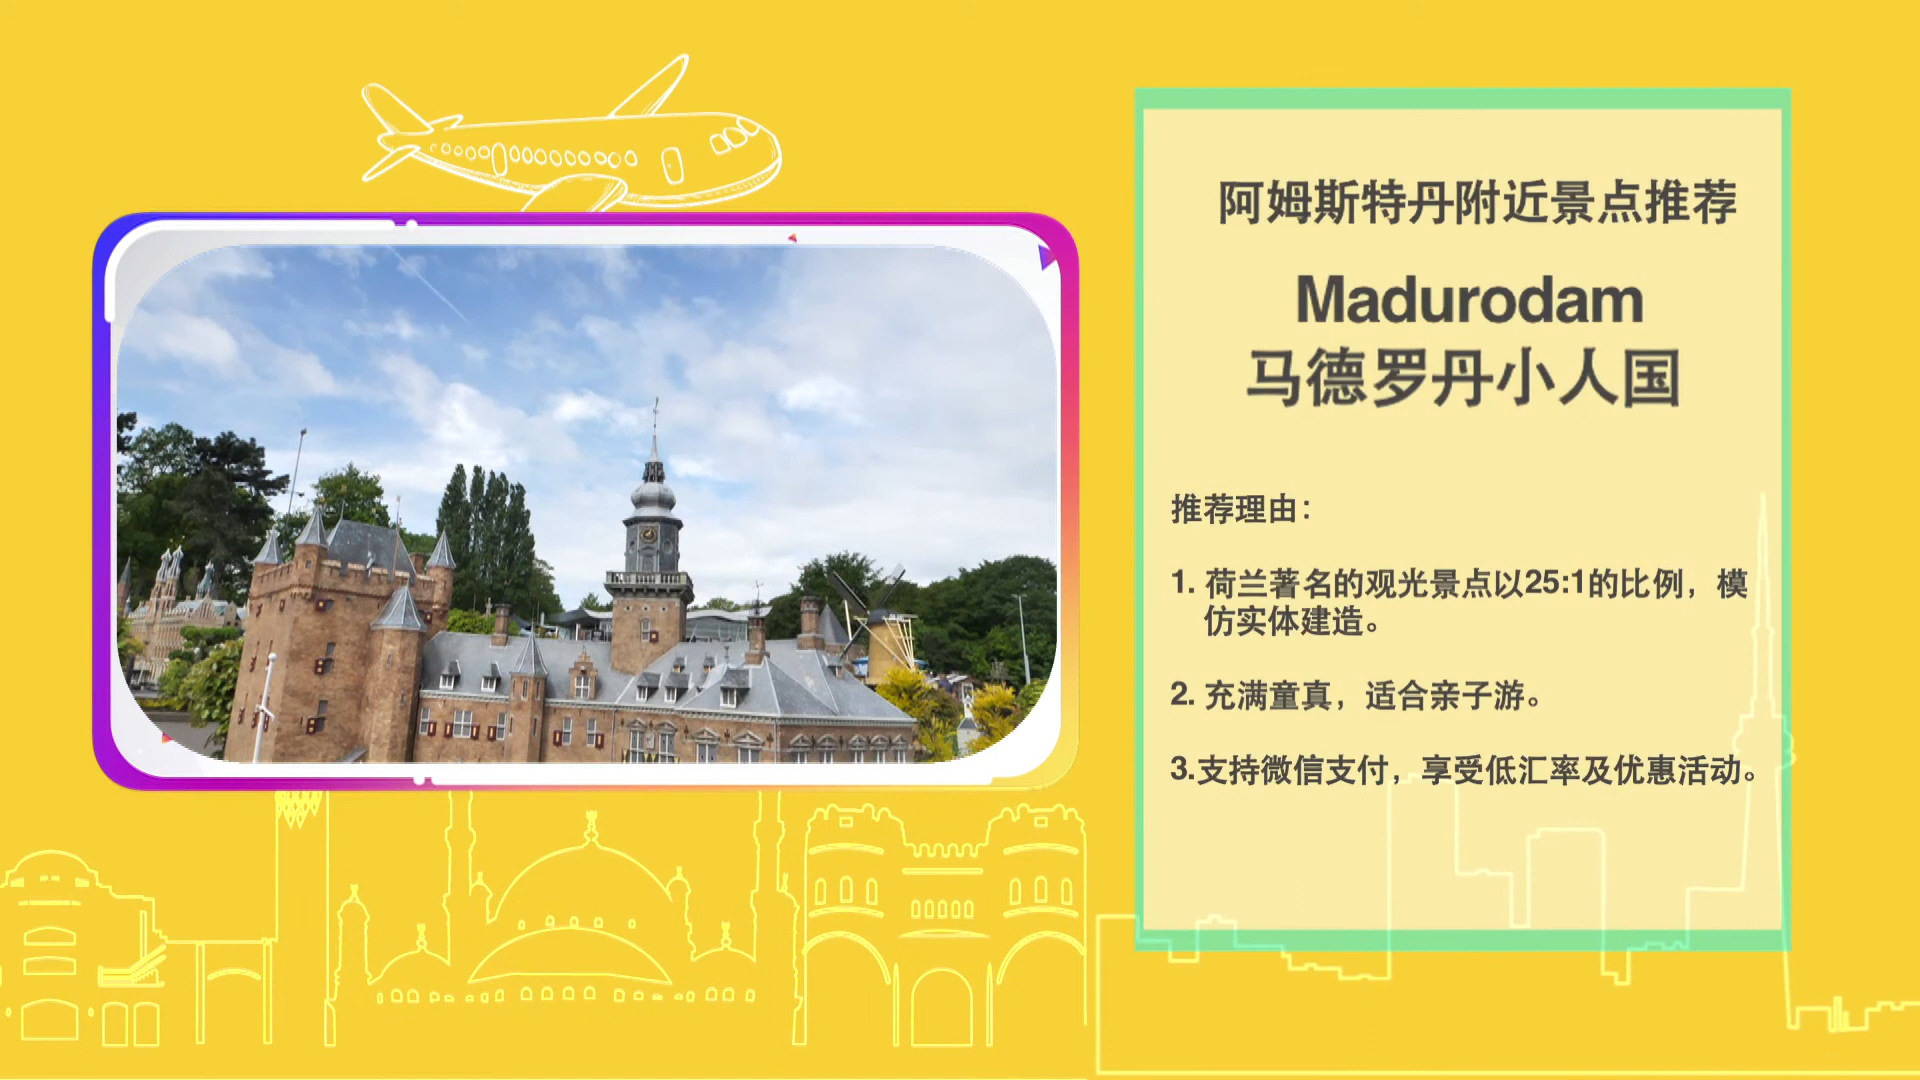 阿姆斯特丹附近景点推荐
Madurodam
马德罗丹小人国
推荐理由：
1. 荷兰著名的观光景点以25:1的比例，模
仿实体建造。
2. 充满童真，适合亲子游。
3.支持微信支付，享受低汇率及优惠活动。